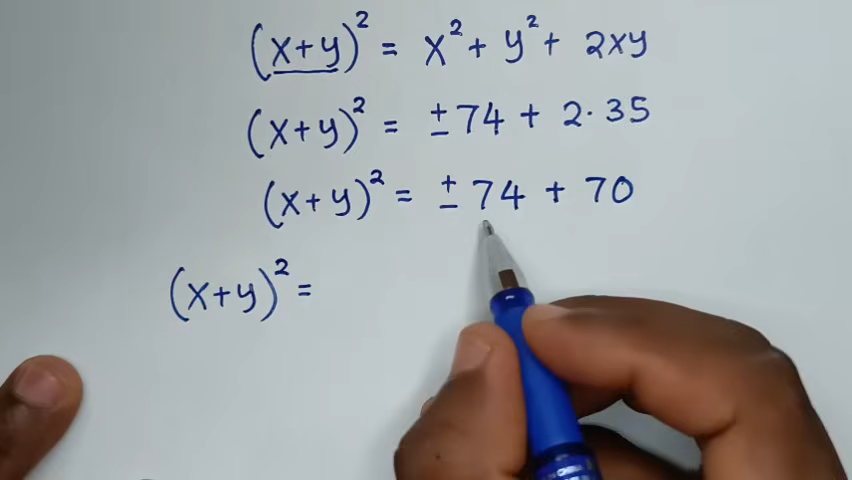 (x+y)² = x² + y² + 2xy
(x+y)² = ±74 + 2·35
(x+y)² = ±74 + 70
(x+y)² =